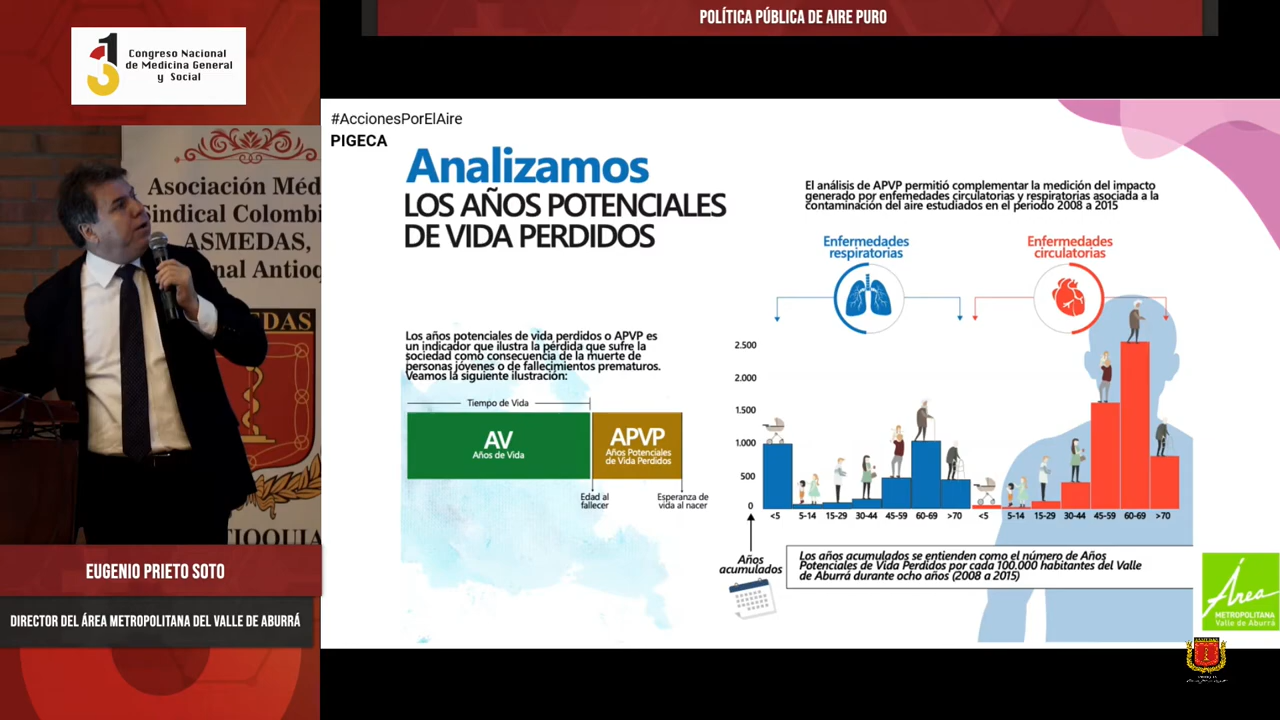 POLÍTICA PÚBLICA DE AIRE PURO
13
Congreso Nacional
de Medicina General
y Social
Asociación Méd
Sindical Colombi
ASMEDAS,
nal Antioq
EDAS
TIOQUIA
EUGENIO PRIETO SOTO
DIRECTOR DEL ÁREA METROPOLITANA DEL VALLE DE ABURRÁ
#AccionesPorElAire
PIGECA
Analizamos
LOS AÑOS POTENCIALES
DE VIDA PERDIDOS
Los años potenciales de vida perdidos o APVP es
un indicador que ilustra la pérdida que sufre la
sociedad como consecuencia de la muerte de
personas jóvenes o de fallecimientos prematuros.
Veamos la siguiente ilustración:
Tiempo de Vida
AV
Años de Vida
APVP
Años Potenciales
de Vida Perdidos
Edad al
fallecer
Esperanza de
vida al nacer
El análisis de APVP permitió complementar la medición del impacto
generado por enfemedades circulatorias y respiratorias asociada a la
contaminación del aire estudiados en el periodo 2008 a 2015
Enfermedades
respiratorias
Enfermedades
circulatorias
2.500
2.000
1.500
1.000
500
0
<5 5-14 15-29 30-44 45-59 60-69 >70 <5 5-14 15-29 30-44 45-59 60-69 >70
Años
acumulados
Los años acumulados se entienden como el número de Años
Potenciales de Vida Perdidos por cada 100.000 habitantes del Valle
de Aburrá durante ocho años (2008 a 2015)
Área
METROPOLITANA
Valle de Aburrá